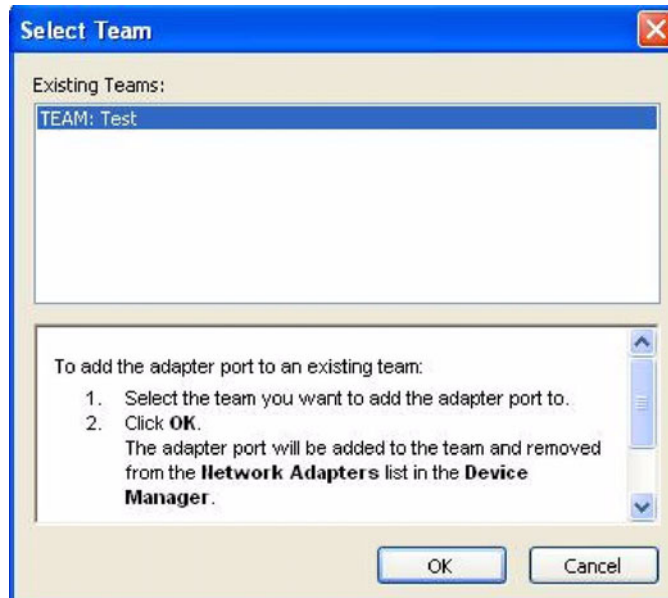 Select Team
Existing Teams:
TEAM: Test
To add the adapter port to an existing team:
1. Select the team you want to add the adapter port to.
2. Click OK.
The adapter port will be added to the team and removed
from the Network Adapters list in the Device
Manager.
OK Cancel